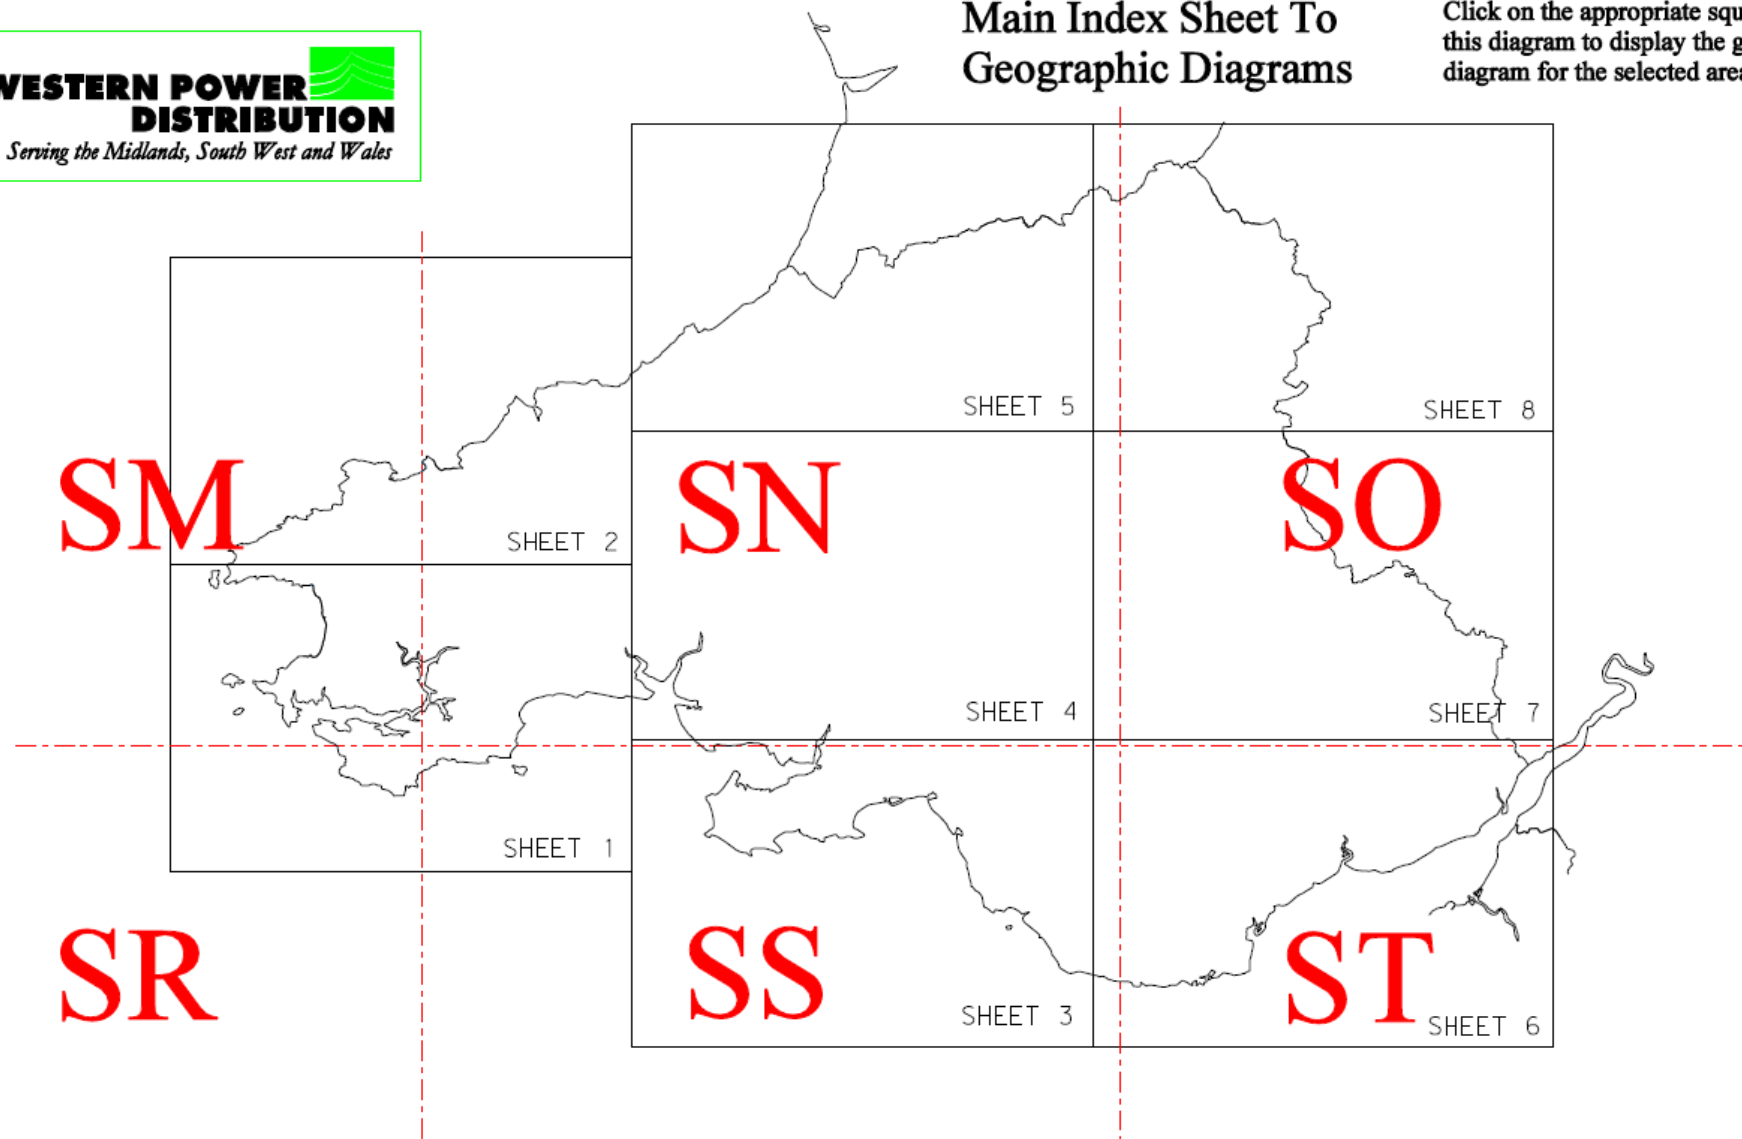 Main Index Sheet To
Geographic Diagrams
Click on the appropriate squ
this diagram to display the g
diagram for the selected area
WESTERN POWER
DISTRIBUTION
Serving the Midlands, South West and Wales
SHEET 5
SHEET 8
SM
SN
SO
SHEET 2
SHEET 4
SHEET 7
SHEET 1
SR
SS
ST
SHEET 3
SHEET 6